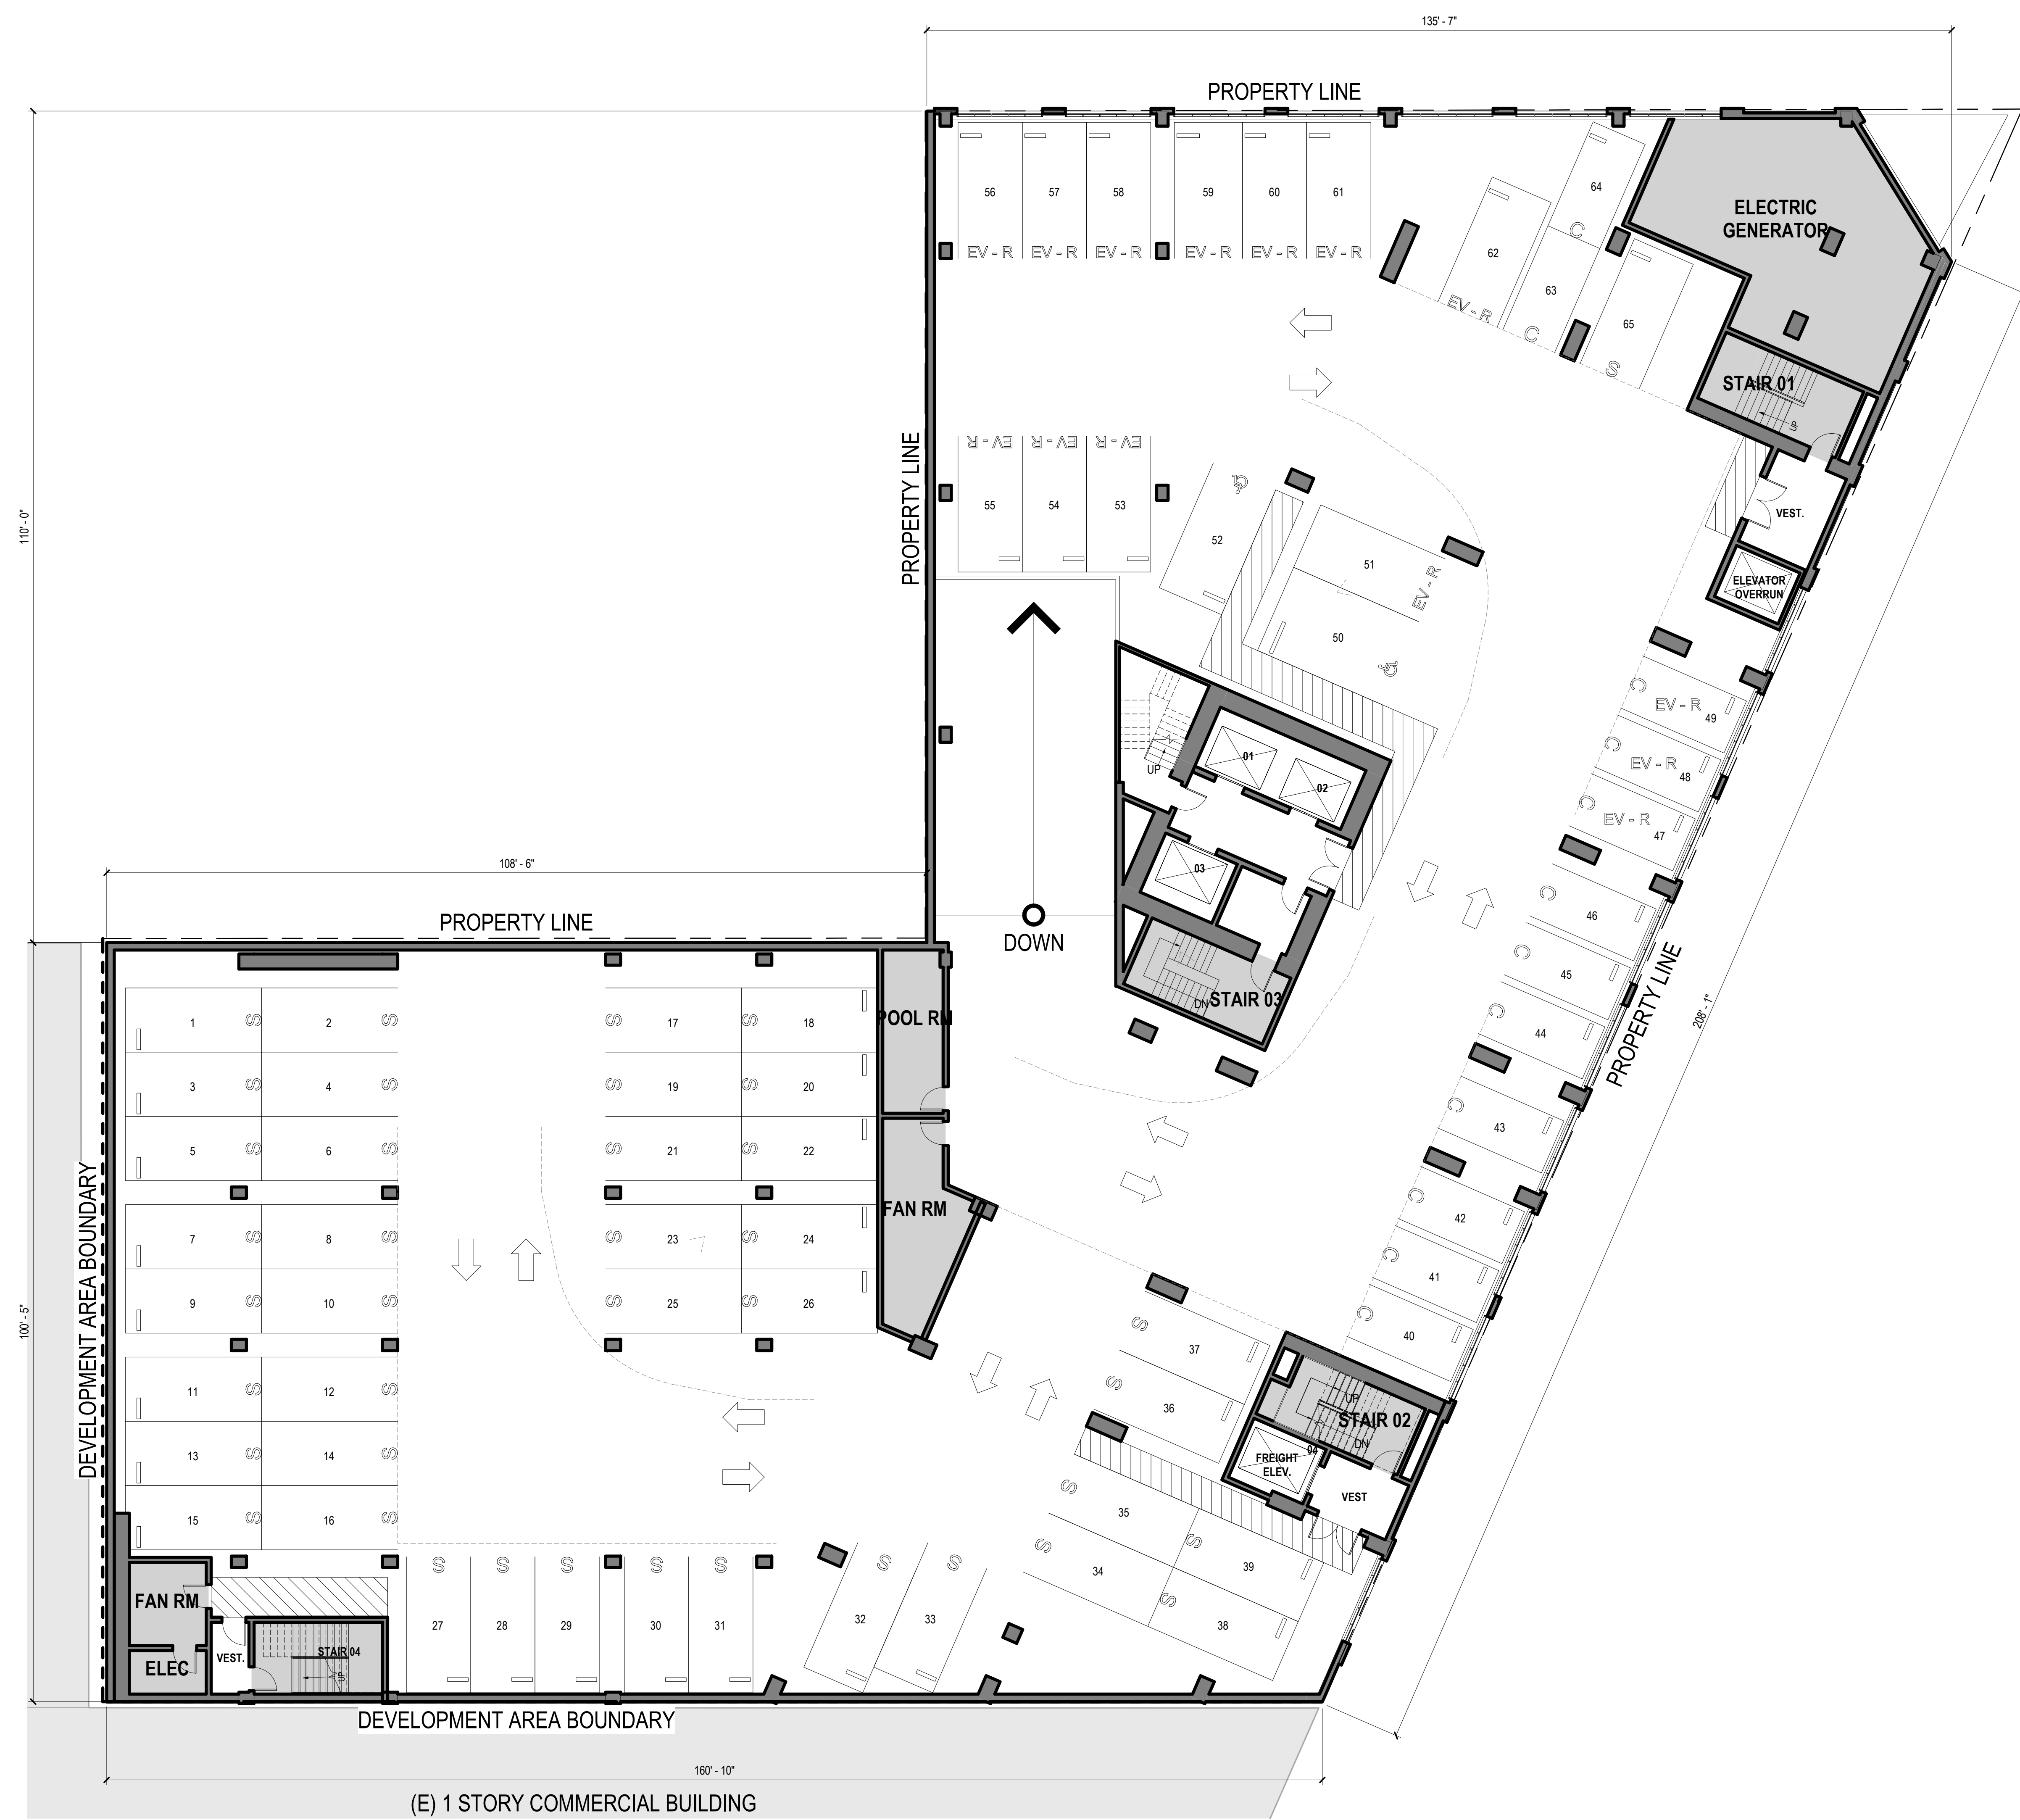 135' - 7"
PROPERTY LINE
56
57
58
59
60
61
EV - R
EV - R
EV - R
EV - R
EV - R
EV - R
64
C
62
EV - R
63
C
65
S
ELECTRIC
GENERATOR
STAIR 01
UP
VEST.
ELEVATOR
OVERRUN
110' - 0"
PROPERTY LINE
EV - R
EV - R
EV - R
55
54
53
52
51
EV - R
50
C
EV - R
49
C
EV - R
48
C
EV - R
47
C
46
C
45
C
44
C
43
C
42
C
41
C
40
PROPERTY LINE
208' - 1"
UP
01
02
03
DOWN
DN
STAIR 03
108' - 6"
PROPERTY LINE
1
S
2
S
3
S
4
S
5
S
6
S
7
S
8
S
9
S
10
S
11
S
12
S
13
S
14
S
15
S
16
S
S
17
S
18
S
19
S
20
S
21
S
22
S
23
S
24
S
25
S
26
POOL RM
FAN RM
DEVELOPMENT AREA BOUNDARY
100' - 5"
S
37
S
36
S
35
S
34
S
39
S
38
UP
STAIR 02
DN
04
FREIGHT
ELEV.
VEST
S
S
S
S
S
S
S
27
28
29
30
31
32
33
FAN RM
ELEC
VEST.
STAIR 04
UP
DEVELOPMENT AREA BOUNDARY
160' - 10"
(E) 1 STORY COMMERCIAL BUILDING